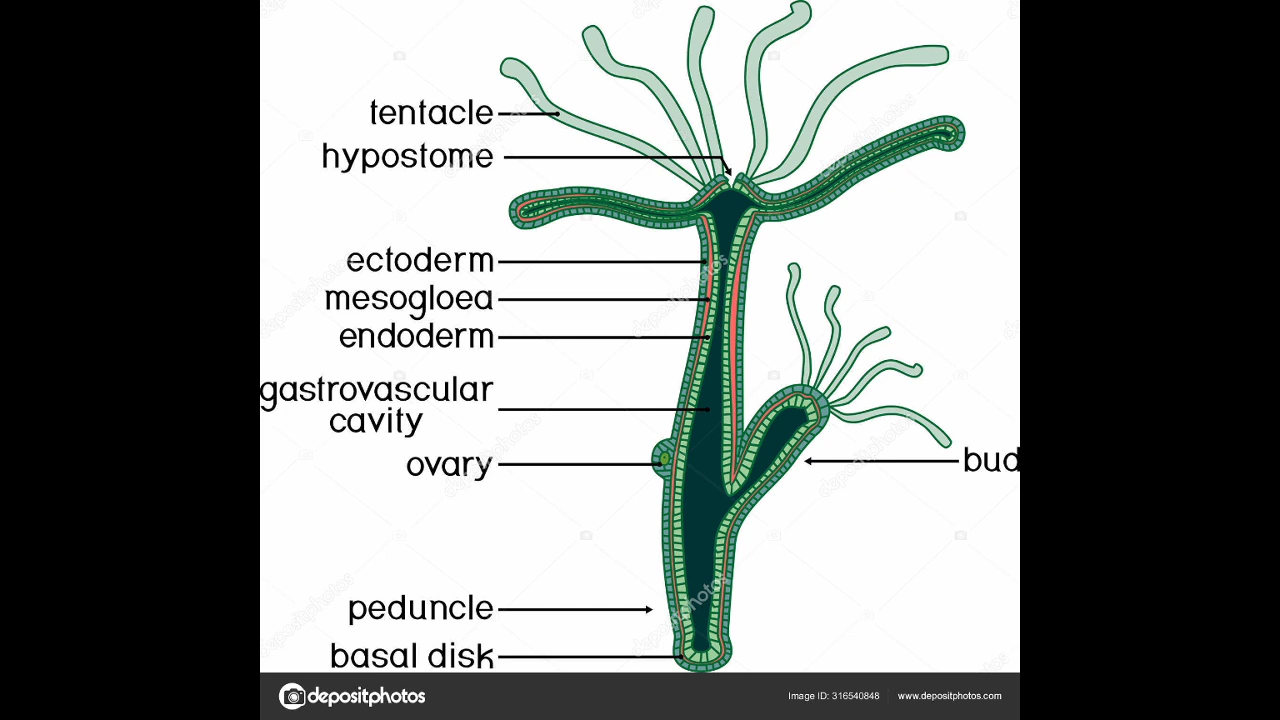 tentacle
hypostome
ectoderm
mesogloea
endoderm
gastrovascular
cavity
ovary
bud
peduncle
basal disk
depositphotos
Image ID: 316540848
www.depositphotos.com